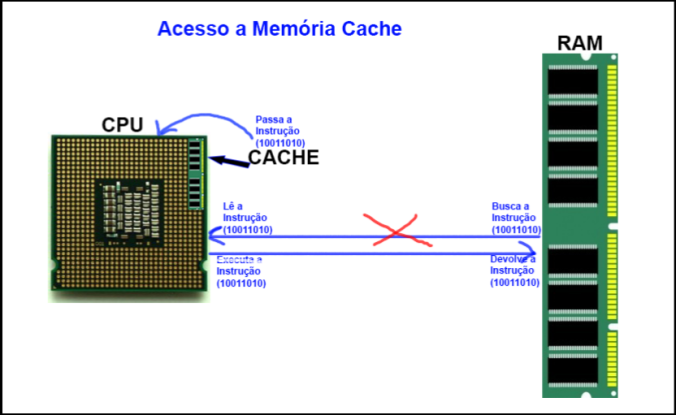 Acesso a Memória Cache
RAM
CPU
Passa a
Instrução
(10011010)
CACHE
Lê a
Instrução
(10011010)
Busca a
Instrução
(10011010)
Executa a
Instrução
(10011010)
Devolve a
Instrução
(10011010)